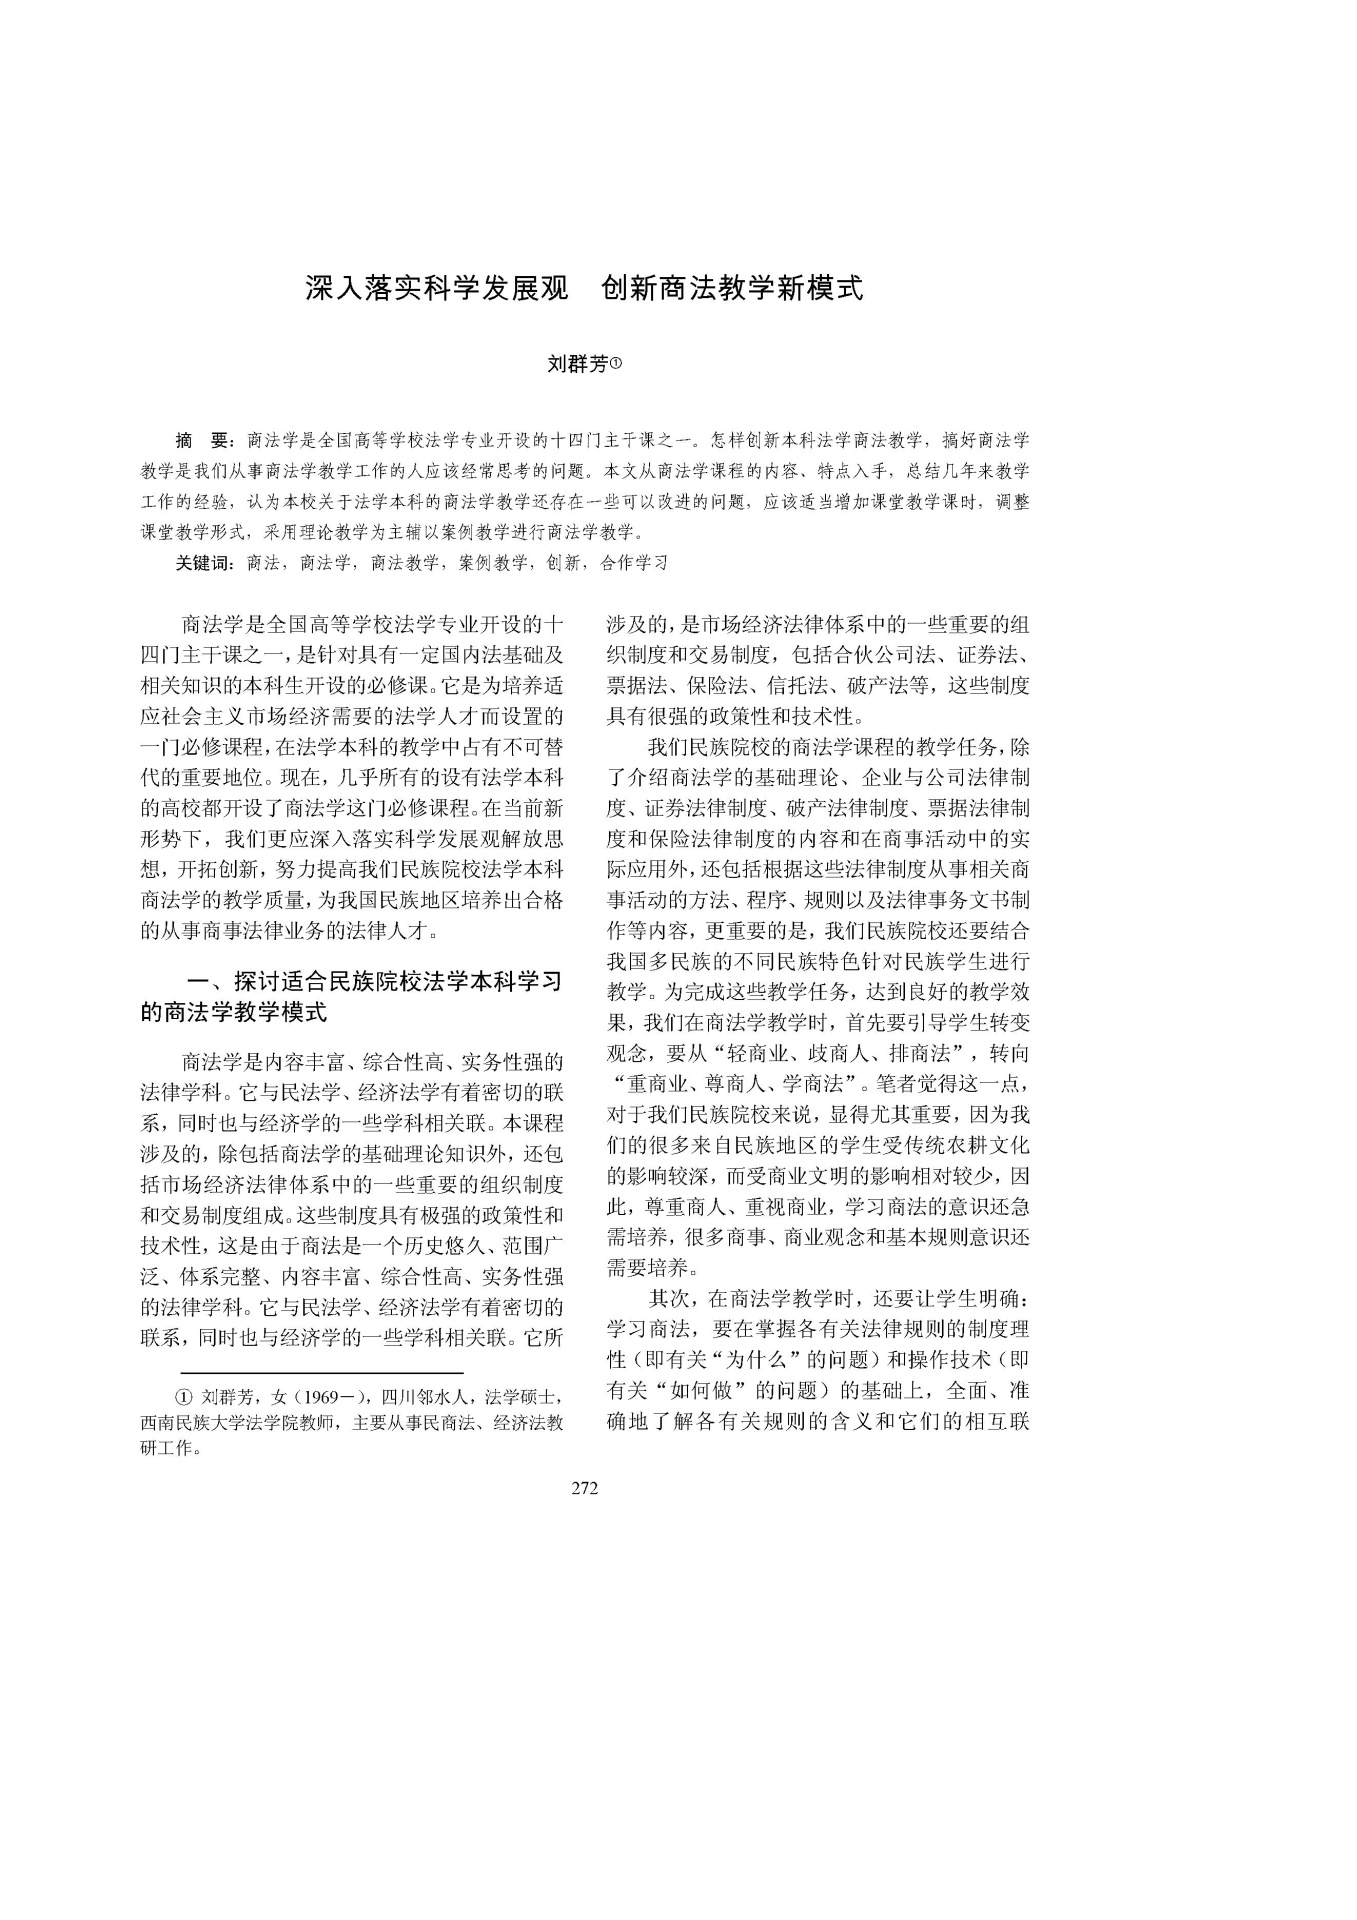 深入落实科学发展观　创新商法教学新模式
刘群芳①
摘　要：商法学是全国高等学校法学专业开设的十四门主干课之一。怎样创新本科法学商法教学，搞好商法学
教学是我们从事商法学教学工作的人应该经常思考的问题。本文从商法学课程的内容、特点入手，总结几年来教学
工作的经验，认为本校关于法学本科的商法学教学还存在一些可以改进的问题，应该适当增加课堂教学课时，调整
课堂教学形式，采用理论教学为主辅以案例教学进行商法学教学。
关键词：商法，商法学，商法教学，案例教学，创新，合作学习
商法学是全国高等学校法学专业开设的十
四门主干课之一，是针对具有一定国内法基础及
相关知识的本科生开设的必修课。它是为培养适
应社会主义市场经济需要的法学人才而设置的
一门必修课程，在法学本科的教学中占有不可替
代的重要地位。现在，几乎所有的设有法学本科
的高校都开设了商法学这门必修课程。在当前新
形势下，我们更应深入落实科学发展观解放思
想，开拓创新，努力提高我们民族院校法学本科
商法学的教学质量，为我国民族地区培养出合格
的从事商事法律业务的法律人才。
一、探讨适合民族院校法学本科学习
的商法学教学模式
商法学是内容丰富、综合性高、实务性强的
法律学科。它与民法学、经济法学有着密切的联
系，同时也与经济学的一些学科相关联。本课程
涉及的，除包括商法学的基础理论知识外，还包
括市场经济法律体系中的一些重要的组织制度
和交易制度组成。这些制度具有极强的政策性和
技术性，这是由于商法是一个历史悠久、范围广
泛、体系完整、内容丰富、综合性高、实务性强
的法律学科。它与民法学、经济法学有着密切的
联系，同时也与经济学的一些学科相关联。它所
① 刘群芳，女（1969－），四川邻水人，法学硕士，
西南民族大学法学院教师，主要从事民商法、经济法教
研工作。
涉及的，是市场经济法律体系中的一些重要的组
织制度和交易制度，包括合伙公司法、证券法、
票据法、保险法、信托法、破产法等，这些制度
具有很强的政策性和技术性。
我们民族院校的商法学课程的教学任务，除
了介绍商法学的基础理论、企业与公司法律制
度、证券法律制度、破产法律制度、票据法律制
度和保险法律制度的内容和在商事活动中的实
际应用外，还包括根据这些法律制度从事相关商
事活动的方法、程序、规则以及法律事务文书制
作等内容，更重要的是，我们民族院校还要结合
我国多民族的不同民族特色针对民族学生进行
教学。为完成这些教学任务，达到良好的教学效
果，我们在商法学教学时，首先要引导学生转变
观念，要从“轻商业、歧商人、排商法”，转向
“重商业、尊商人、学商法”。笔者觉得这一点，
对于我们民族院校来说，显得尤其重要，因为我
们的很多来自民族地区的学生受传统农耕文化
的影响较深，而受商业文明的影响相对较少，因
此，尊重商人、重视商业，学习商法的意识还急
需培养，很多商事、商业观念和基本规则意识还
需要培养。
其次，在商法学教学时，还要让学生明确：
学习商法，要在掌握各有关法律规则的制度理
性（即有关“为什么”的问题）和操作技术（即
有关“如何做”的问题）的基础上，全面、准
确地了解各有关规则的含义和它们的相互联
272